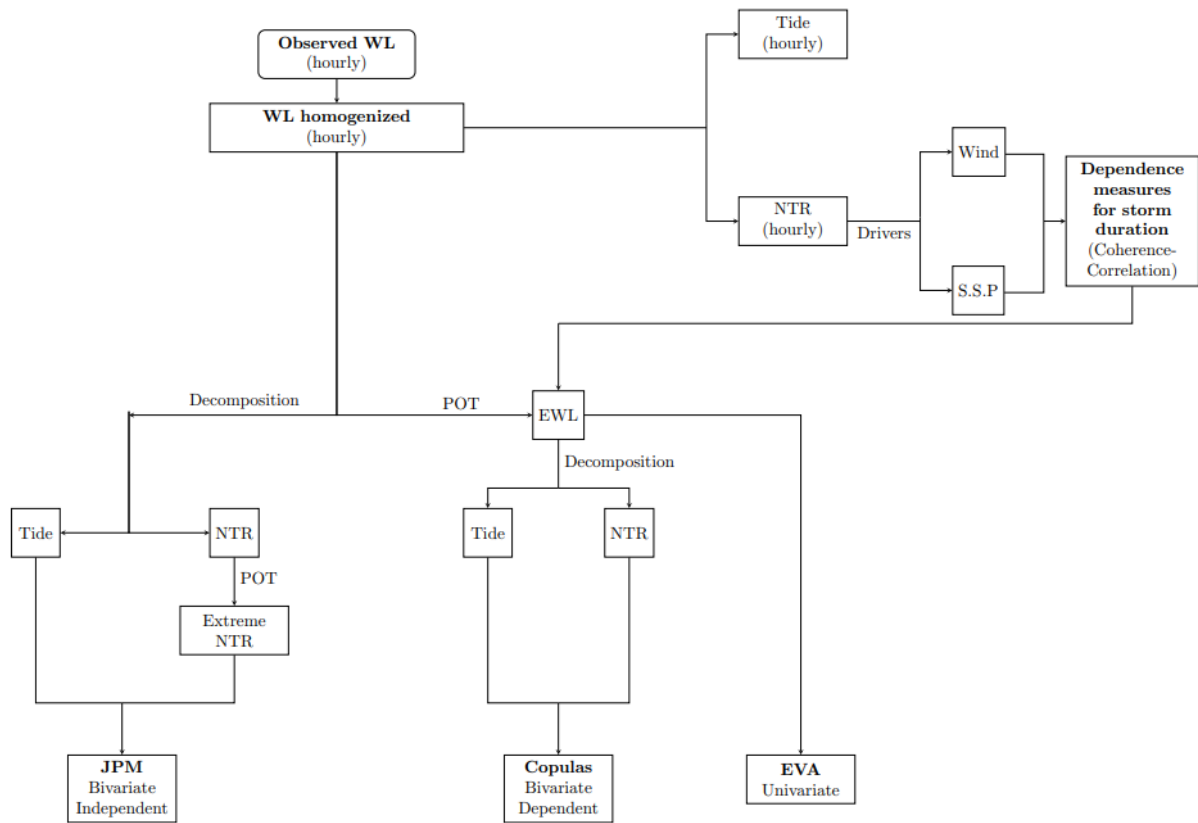 Observed WL
(hourly)
Tide
(hourly)
WL homogenized
(hourly)
Wind
NTR
(hourly)
Drivers
S.S.P
Dependence
measures
for storm
duration
(Coherence-
Correlation)
Decomposition
POT
EWL
Decomposition
Tide
NTR
POT
Extreme
NTR
Tide
NTR
JPM
Bivariate
Independent
Copulas
Bivariate
Dependent
EVA
Univariate